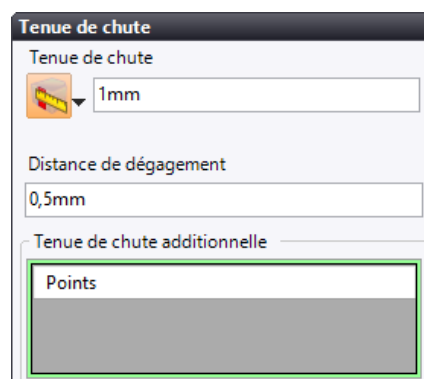 Tenue de chute
Tenue de chute
1mm
Distance de dégagement
0,5mm
Tenue de chute additionnelle
Points